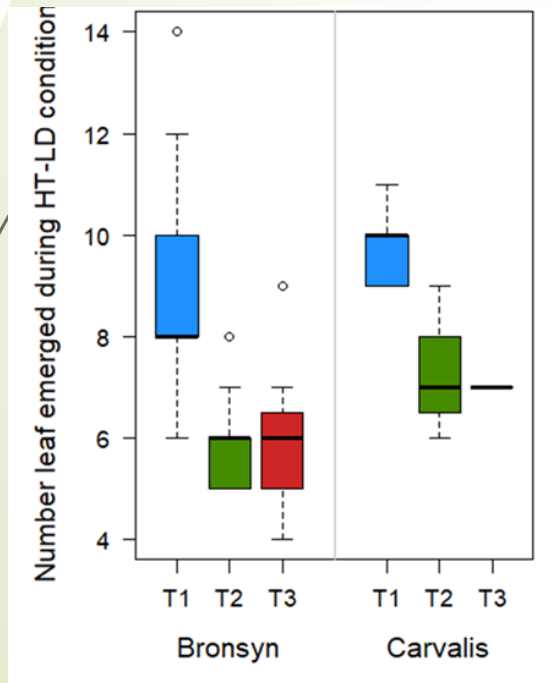 Number leaf emerged during HT-LD condition
14
12
10
8
6
4
T1 T2 T3 T1 T2 T3
Bronsyn Carvalis